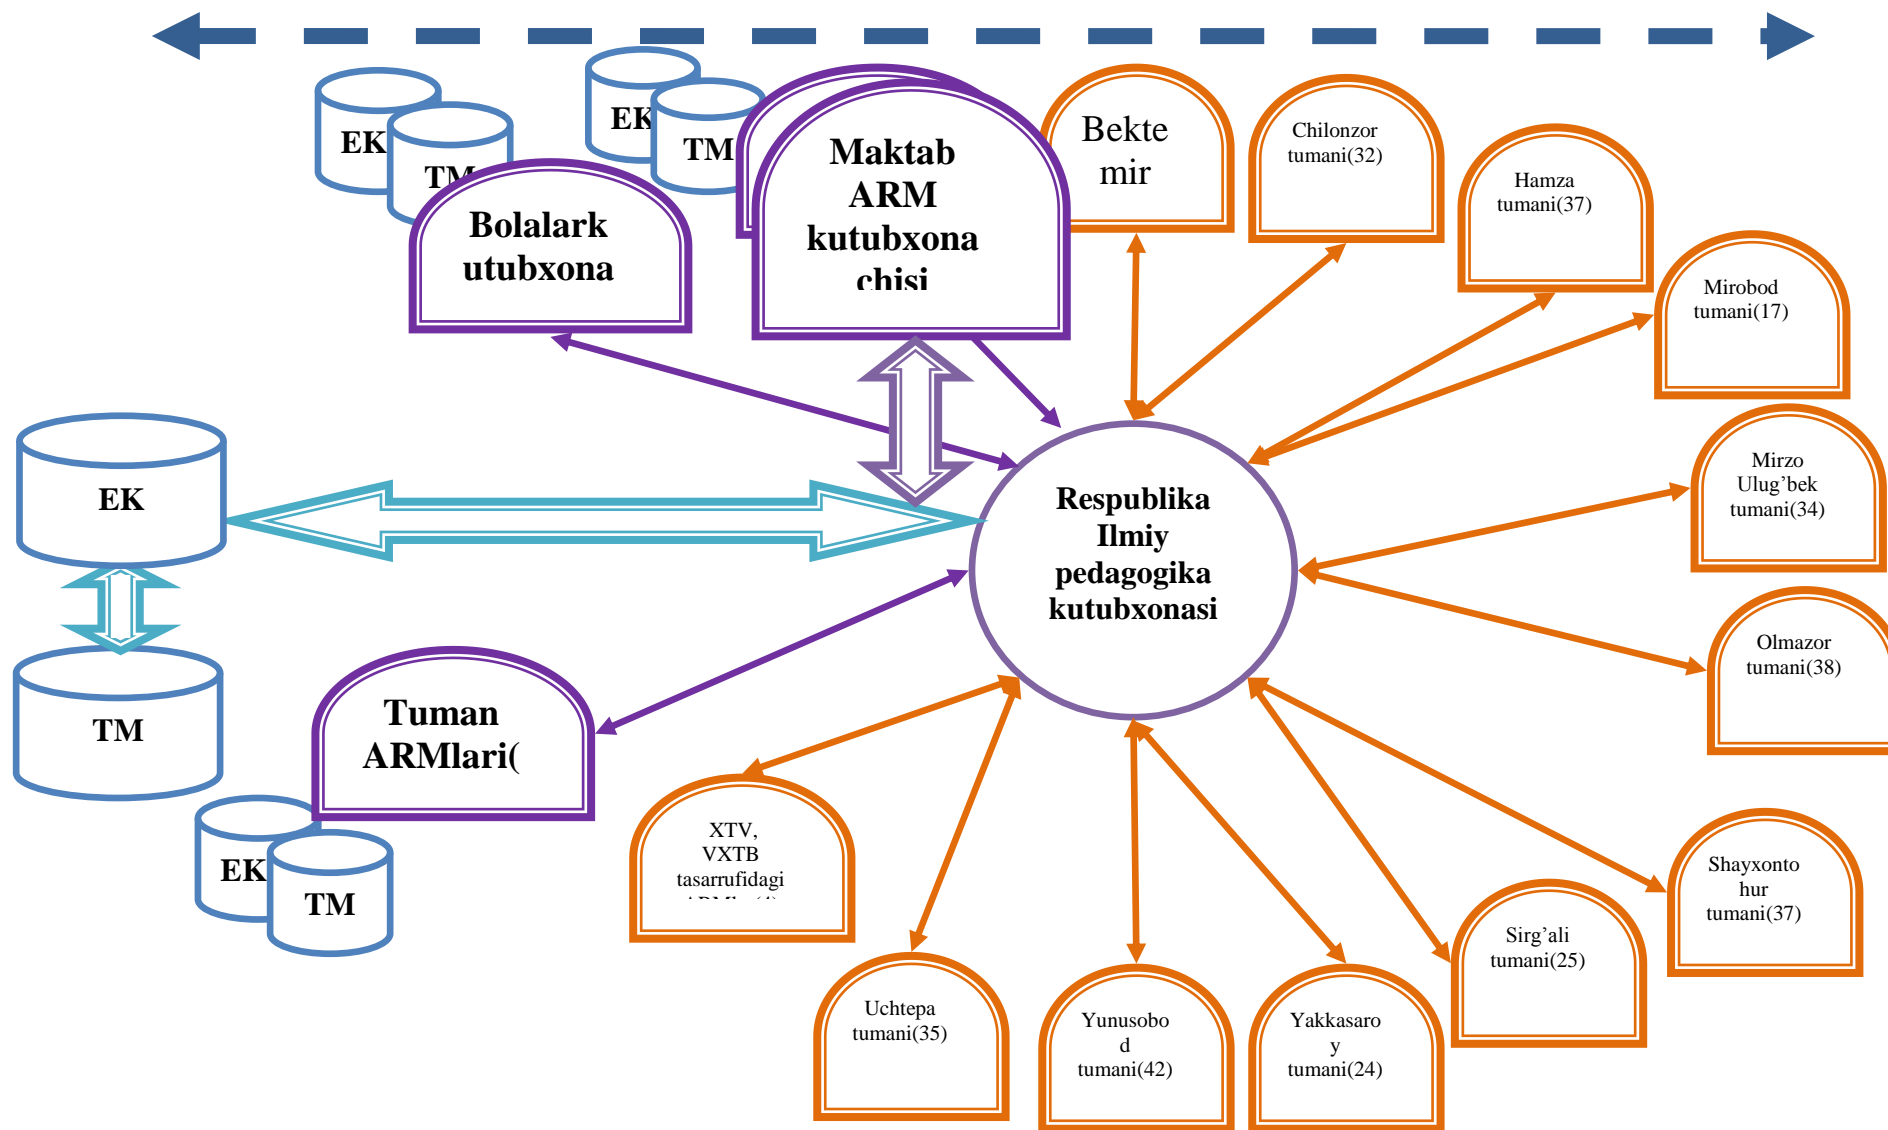 EK
TM
EK
TM
Bolalark
utubxona
Maktab
ARM
kutubxona
chisi
Bekte
mir
Chilonzor
tumani(32)
Hamza
tumani(37)
Mirobod
tumani(17)
Mirzo
Ulug’bek
tumani(34)
Olmazor
tumani(38)
Shayxonto
hur
tumani(37)
Sirg’ali
tumani(25)
Yakkasaro
y
tumani(24)
Yunusobo
d
tumani(42)
Uchtepa
tumani(35)
XTV,
VXTB
tasarrufidagi
Respublika
Ilmiy
pedagogika
kutubxonasi
EK
TM
Tuman
ARMlari(
EK
TM